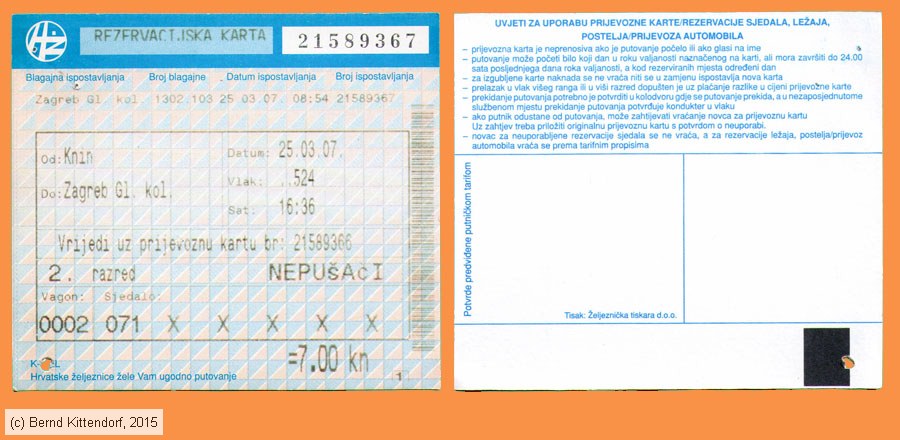 HŽ
REZERVACIJSKA KARTA
21589367
Blagajna ispostavljanja Broj blagajne Datum ispostavljanja Broj ispostavljanja
Zagreb Gl. kol. 1302.103 25 03.07. 08:54 21589367
Od: Knin Datum: 25.03.07.
Vlak: ..524
Do: Zagreb Gl. kol.
Sat: 16:36
Vrijedi uz prijevoznu kartu br: 21589366
2. razred NEPUŠAČI
Vagon: Sjedalo:
0002 071 X X X X X
=7.00 kn
Hrvatske željeznice žele Vam ugodno putovanje
1
UVJETI ZA UPORABU PRIJEVOZNE KARTE/REZERVACIJE SJEDALA, LEŽAJA,
POSTELJA/PRIJEVOZA AUTOMOBILA
– prijevozna karta je neprenosiva ako je putovanje počelo ili ako glasi na ime
– putovanje može početi bilo koji dan u roku valjanosti naznačenog na karti, ali mora završiti do 24.00
sata posljednjega dana roka valjanosti, a kod rezerviranih mjesta određeni dan
– za izgubljene karte naknada se ne vraća niti se u zamjenu ispostavlja nova karta
– prelazak u vlak višeg ranga ili u viši razred dopušten je uz plaćanje razlike u cijeni prijevozne karte
– prekidanje putovanja potrebno je potvrditi u kolodvoru gdje se putovanje prekida, a u nezaposjednutome
službenom mjestu prekidanje putovanja potvrđuje kondukter u vlaku
– ako putnik odustane od putovanja, može zahtijevati vraćanje novca za prijevoznu kartu
Uz zahtjev treba priložiti originalnu prijevoznu kartu s potvrdom o neuporabi.
– novac za neuporabljene rezervacije sjedala se ne vraća, a za rezervacije ležaja, postelja/prijevoz
automobila vraća se prema tarifnim propisima
Potvrde predviđene putničkom tarifom
Tisak: Željeznička tiskara d.o.o.
(c) Bernd Kittendorf, 2015